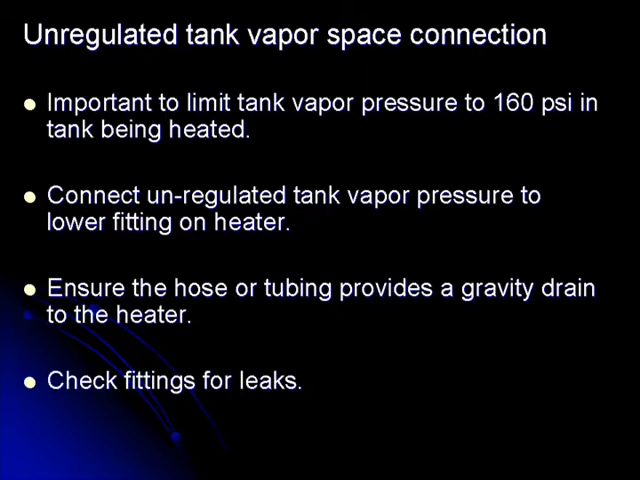 Unregulated tank vapor space connection
Important to limit tank vapor pressure to 160 psi in
tank being heated.
Connect un-regulated tank vapor pressure to
lower fitting on heater.
Ensure the hose or tubing provides a gravity drain
to the heater.
Check fittings for leaks.